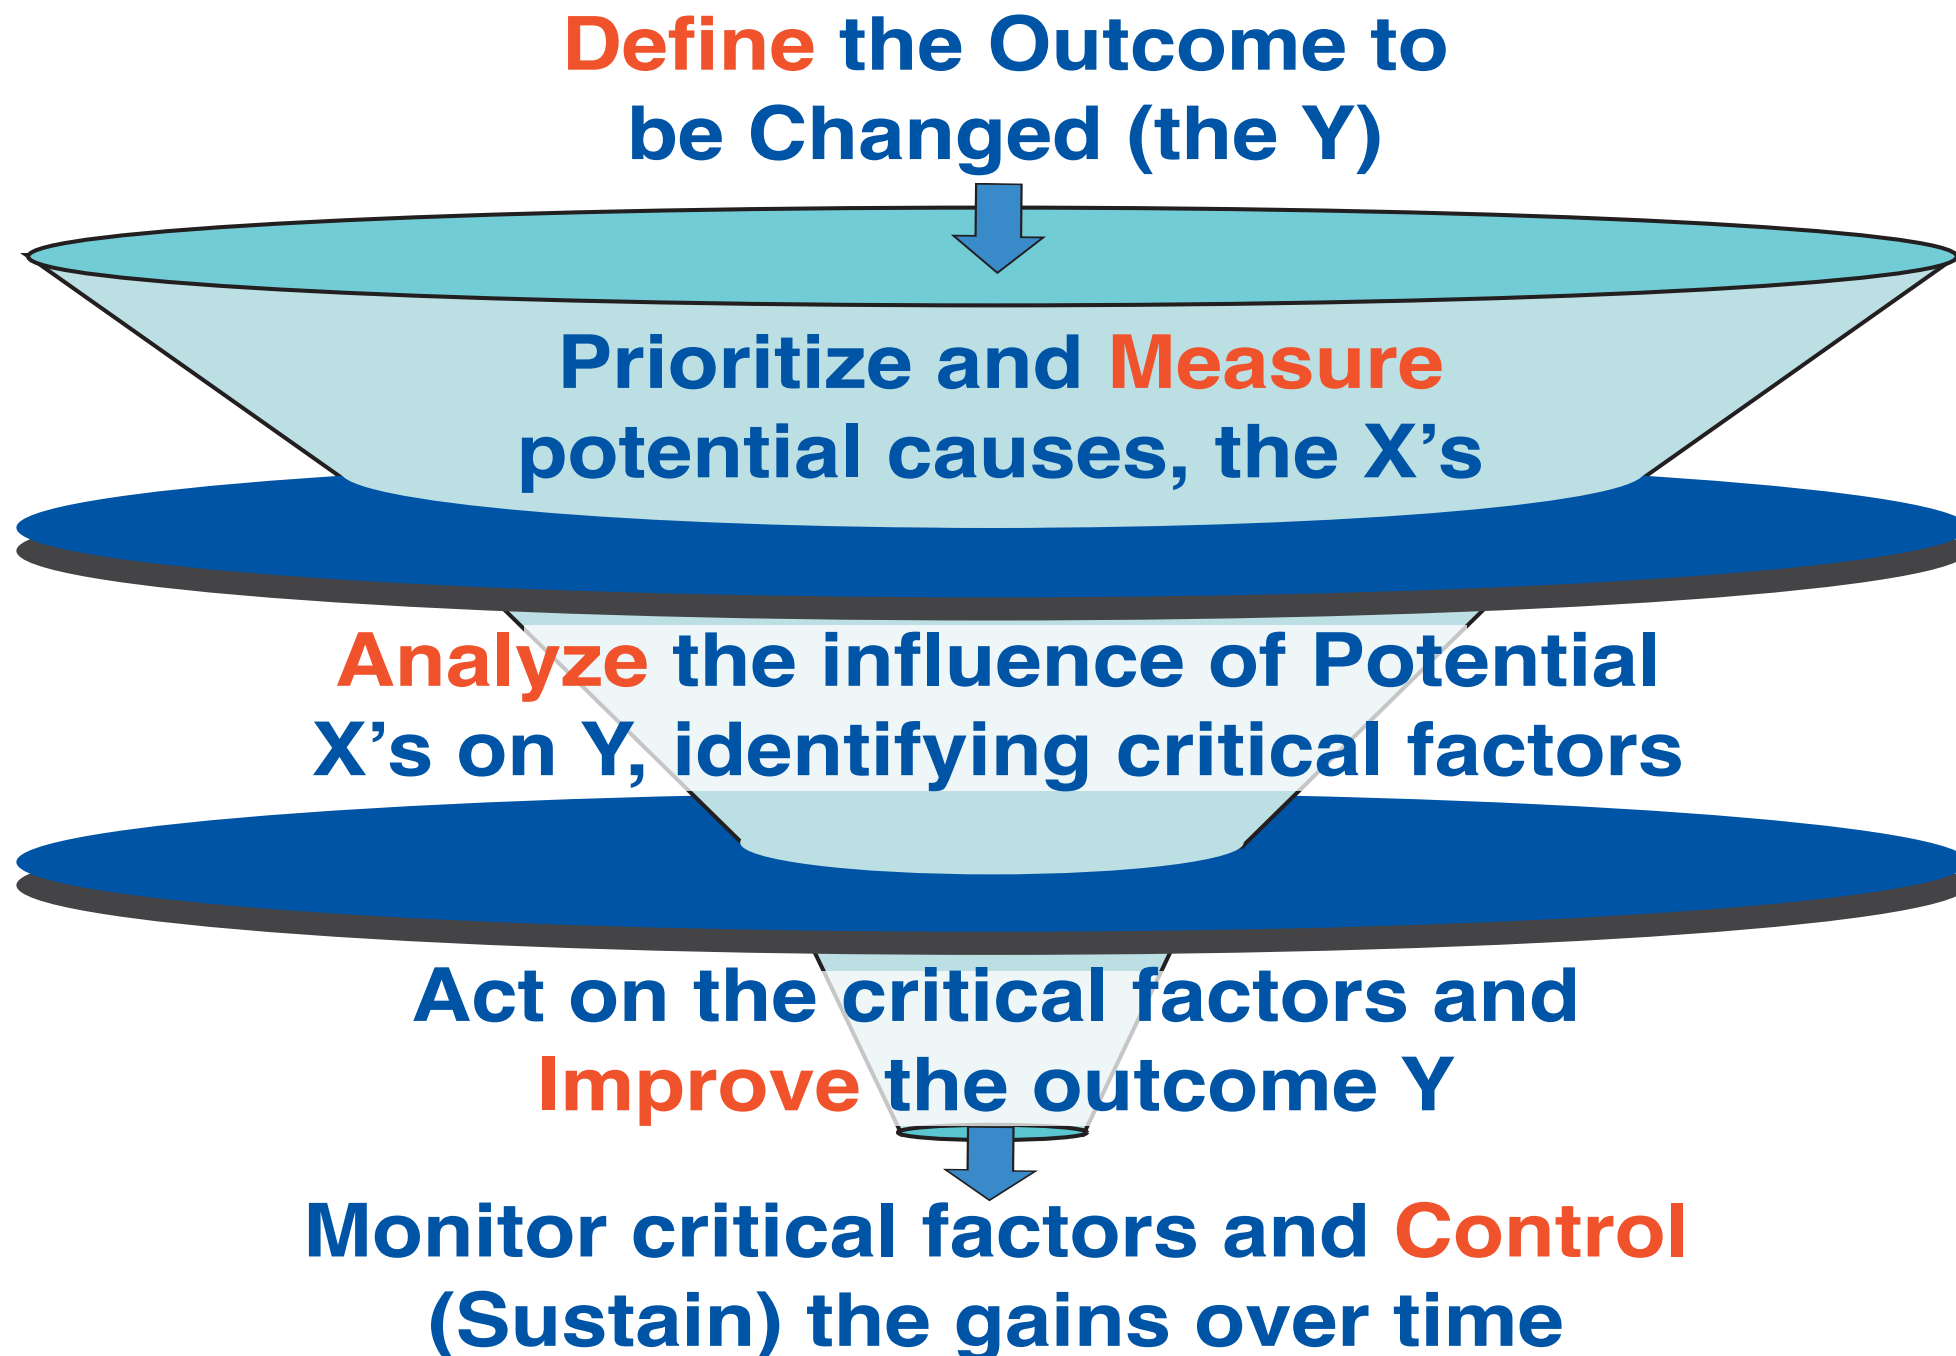 Define the Outcome to
be Changed (the Y)
Prioritize and Measure
potential causes, the X’s
Analyze the influence of Potential
X’s on Y, identifying critical factors
Act on the critical factors and
Improve the outcome Y
Monitor critical factors and Control
(Sustain) the gains over time